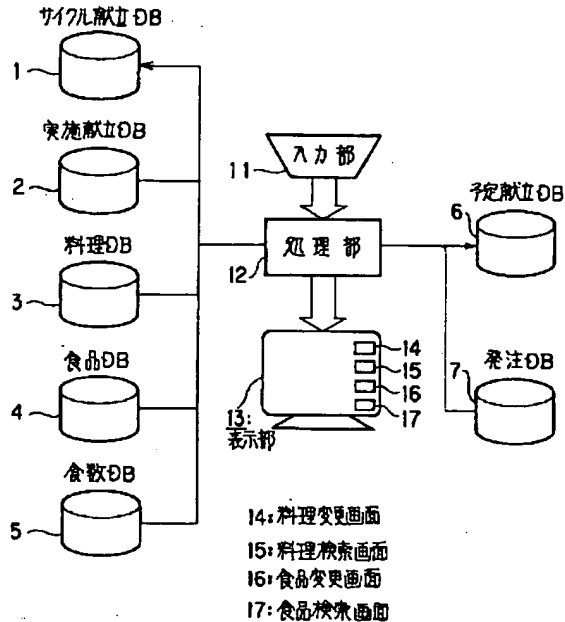 サイクル献立DB
1
実施献立DB
2
料理DB
3
食品DB
4
食数DB
5
入力部
11
処理部
12
14
15
16
17
13:
表示部
予定献立DB
6
発注DB
7
14:料理変更画面
15:料理検索画面
16:食品変更画面
17:食品検索画面